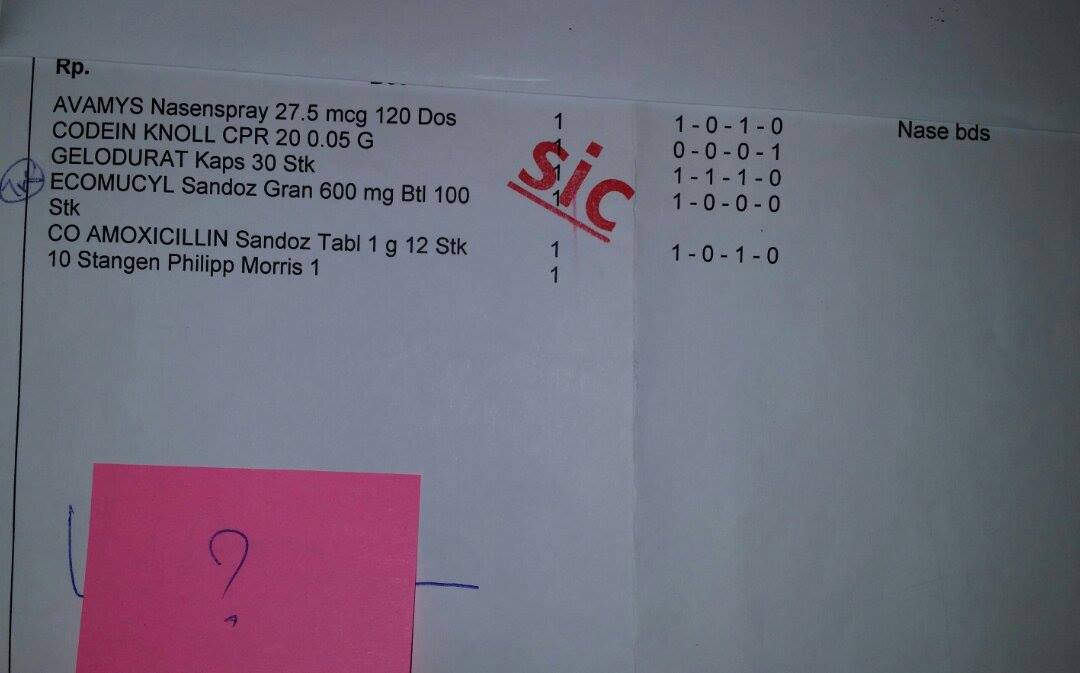 Rp.
AVAMYS Nasenspray 27.5 mcg 120 Dos 1 1 - 0 - 1 - 0 Nase bds
CODEIN KNOLL CPR 20 0.05 G 1 0 - 0 - 0 - 1
GELODURAT Kaps 30 Stk 1 1 - 1 - 1 - 0
ECOMUCYL Sandoz Gran 600 mg Btl 100 1 1 - 0 - 0 - 0
Stk
sic
CO AMOXICILLIN Sandoz Tabl 1 g 12 Stk 1 1 - 0 - 1 - 0
10 Stangen Philipp Morris 1 1
?